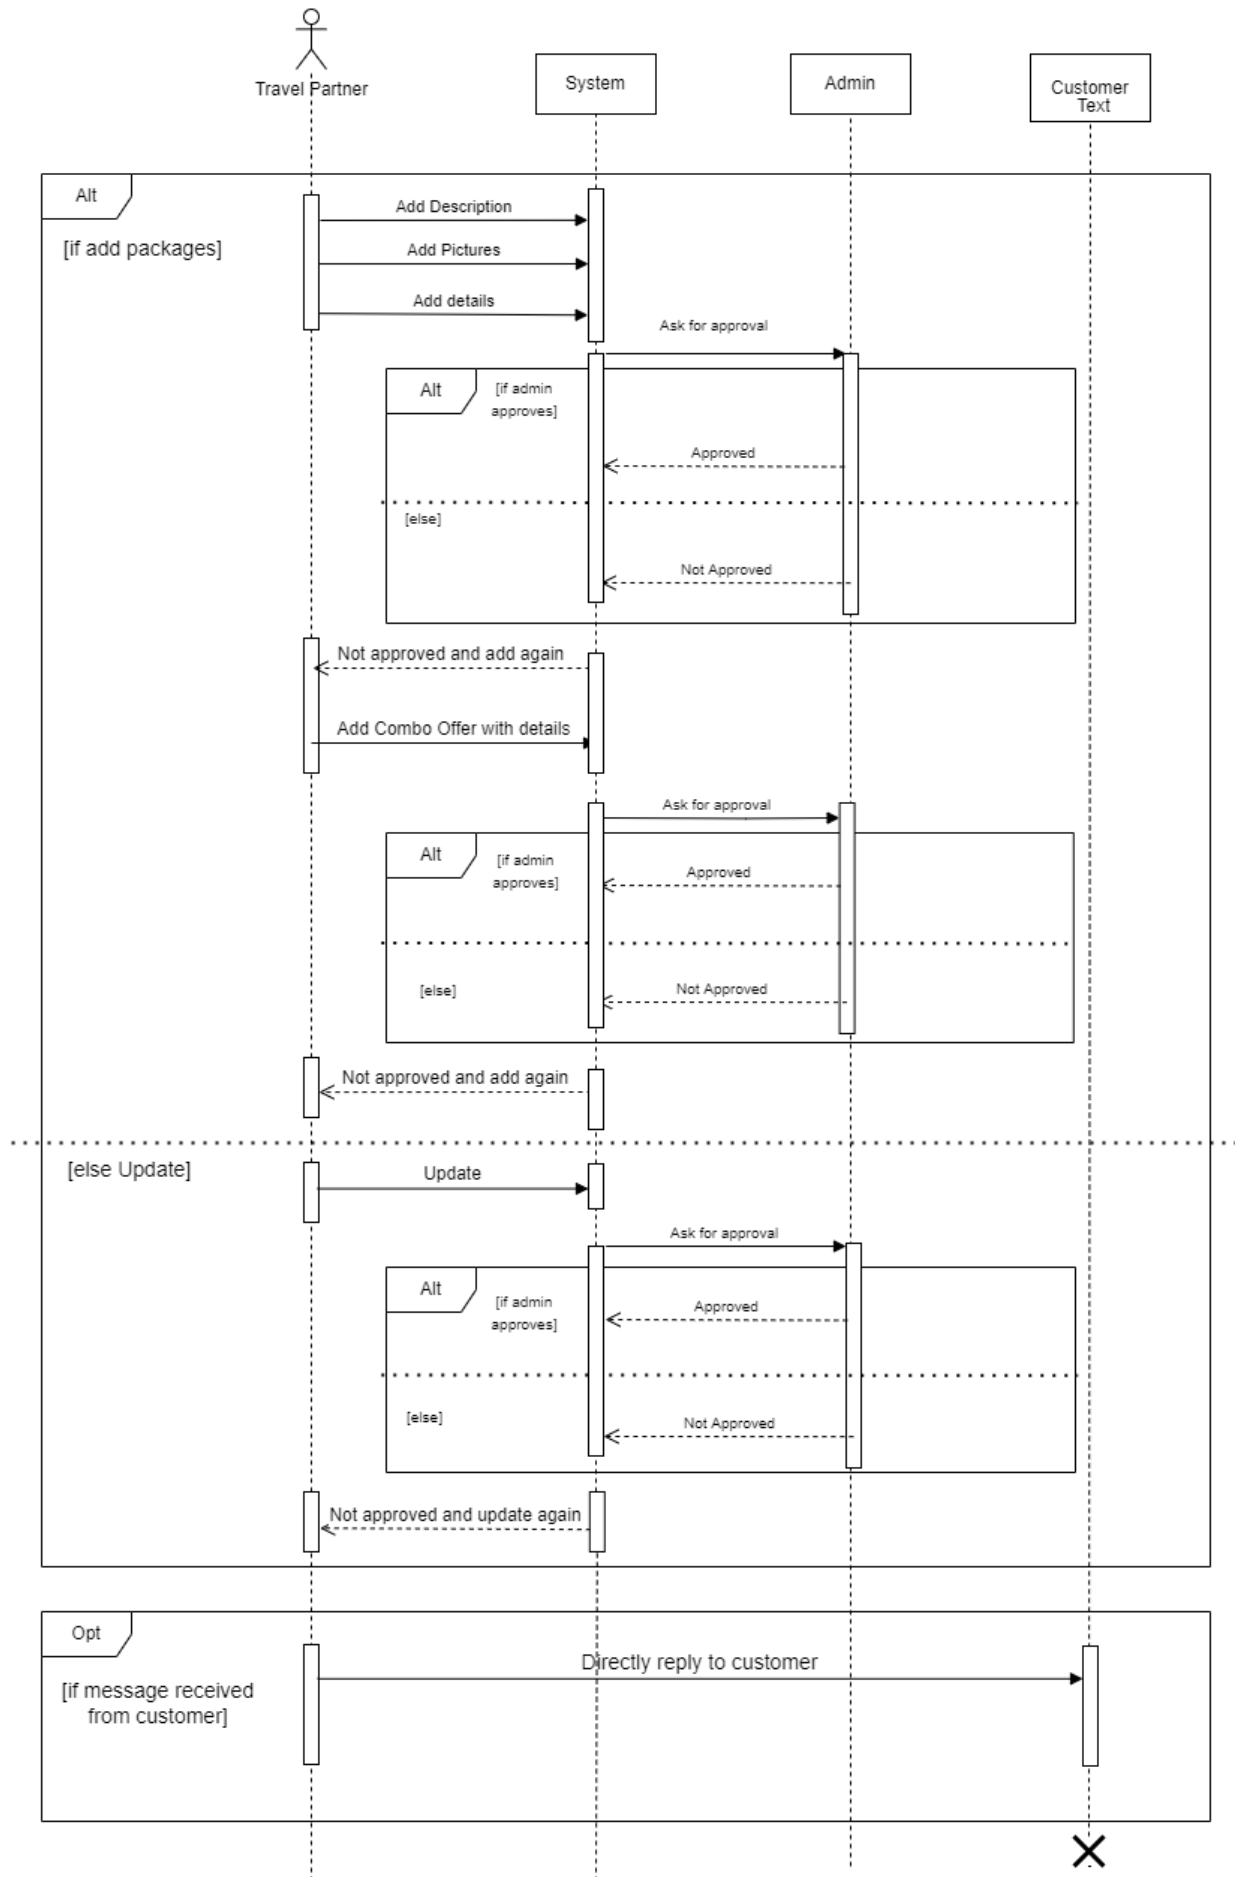 Travel Partner
System
Admin
Customer
Text
Alt
[if add packages]
Add Description
Add Pictures
Add details
Ask for approval
Alt
[if admin
approves]
Approved
[else]
Not Approved
Not approved and add again
Add Combo Offer with details
Ask for approval
Alt
[if admin
approves]
Approved
[else]
Not Approved
Not approved and add again
[else Update]
Update
Ask for approval
Alt
[if admin
approves]
Approved
[else]
Not Approved
Not approved and update again
Opt
[if message received
from customer]
Directly reply to customer